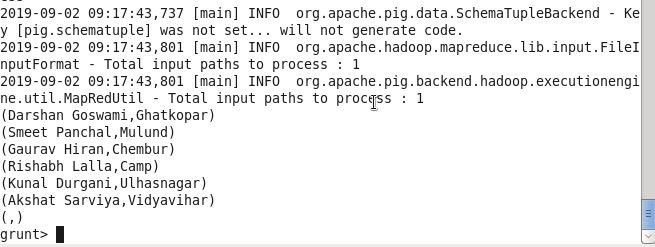 2019-09-02 09:17:43,737 [main] INFO  org.apache.pig.data.SchemaTupleBackend - Ke
y [pig.schematuple] was not set... will not generate code.
2019-09-02 09:17:43,801 [main] INFO  org.apache.hadoop.mapreduce.lib.input.FileI
nputFormat - Total input paths to process : 1
2019-09-02 09:17:43,801 [main] INFO  org.apache.pig.backend.hadoop.executionengi
ne.util.MapRedUtil - Total input paths to process : 1
(Darshan Goswami,Ghatkopar)
(Smeet Panchal,Mulund)
(Gaurav Hiran,Chembur)
(Rishabh Lalla,Camp)
(Kunal Durgani,Ulhasnagar)
(Akshat Sarviya,Vidyavihar)
(,)
grunt>